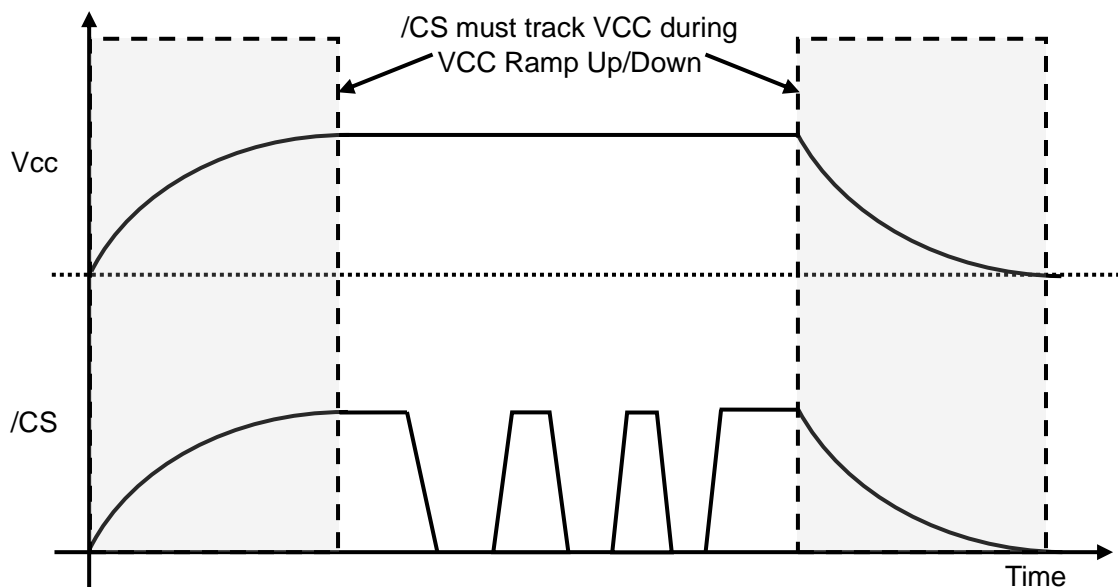 /CS must track VCC during
VCC Ramp Up/Down
Vcc
/CS
Time